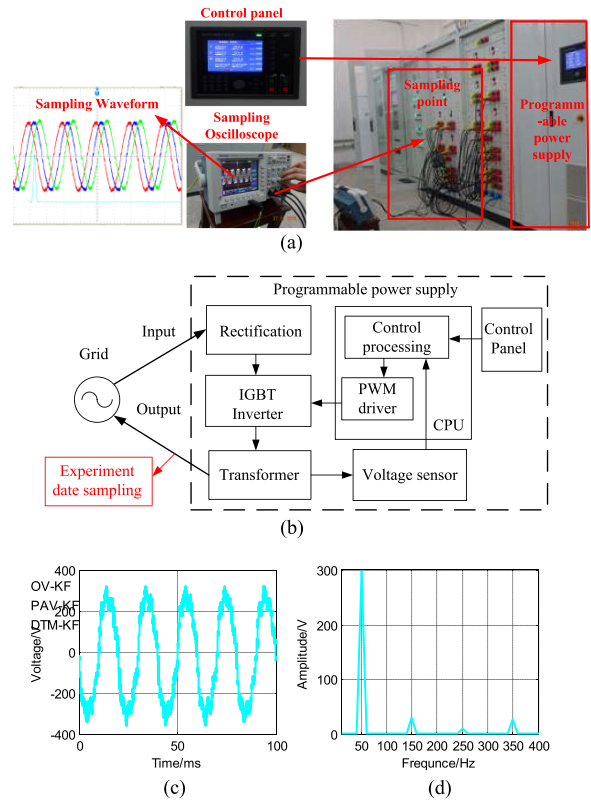 Control panel
Sampling Waveform
Sampling
Oscilloscope
Sampling
point
Programm
-able
power
supply
(a)
Programmable power supply
Input
Rectification
Control
processing
Control
Panel
Grid
Output
IGBT
Inverter
PWM
driver
CPU
Experiment
date sampling
Transformer
Voltage sensor
(b)
400
200
0
-200
-400
OV-KF
PAV-KF
DTM-KF
Voltage/V
0
50
100
Time/ms
(c)
300
200
100
0
Amplitude/V
50
100
150
200
250
300
350
400
Frequnce/Hz
(d)